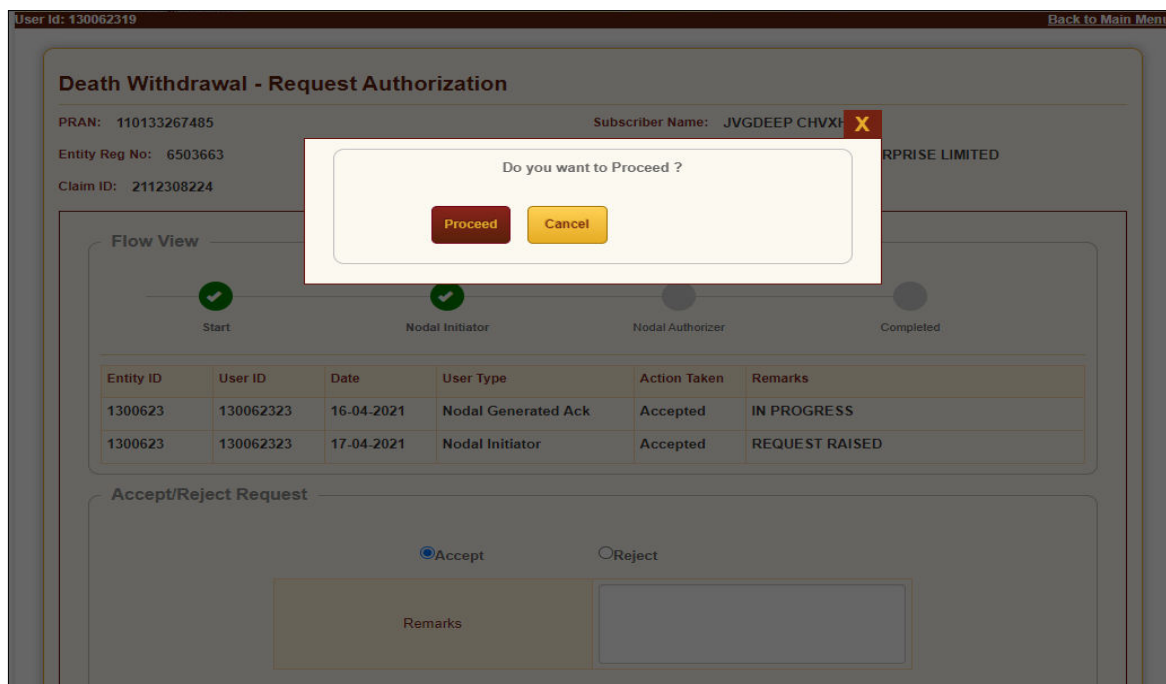 User Id: 130062319 Back to Main Menu
Death Withdrawal - Request Authorization
PRAN: 110133267485 Subscriber Name: JVGDEEP X
Entity Reg No: 6503663 LIMITED
Claim ID: 2112308224
Do you want to Proceed ?
Proceed Cancel
Flow View
Start Nodal Initiator Nodal Authorizer Completed
Entity ID User ID Date User Type Action Taken Remarks
1300623 130062323 16-04-2021 Nodal Generated Ack Accepted IN PROGRESS
1300623 130062323 17-04-2021 Nodal Initiator Accepted REQUEST RAISED
Accept/Reject Request
Accept Reject
Remarks